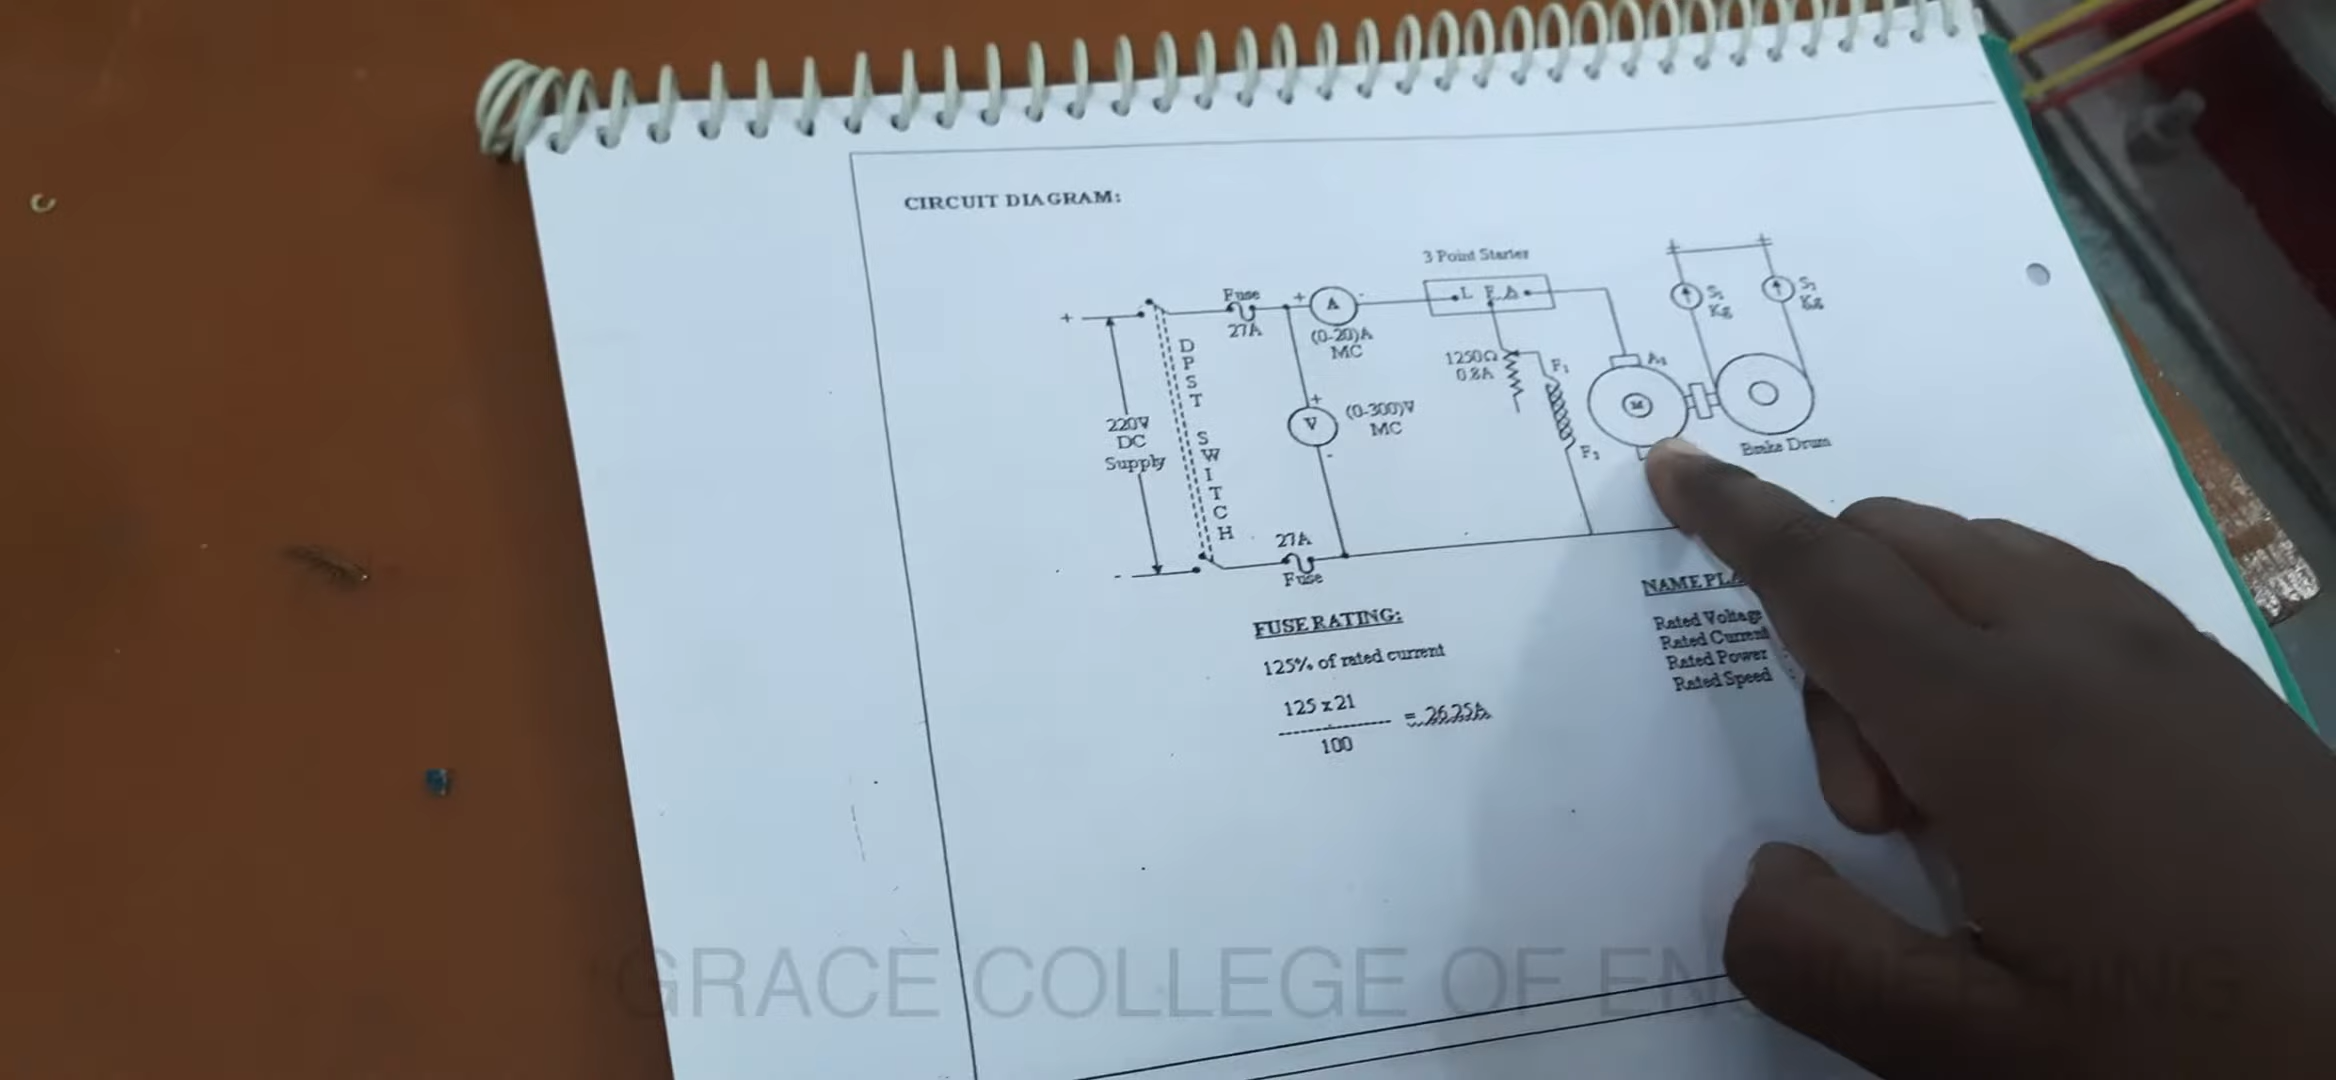 CIRCUIT DIAGRAM:
3 Point Starter
Fuse
27A
+
A
-
(0-20)A
MC
L F A
S₁
Kg
S₂
Kg
+
D
P
S
T
S
W
I
T
C
H
220V
DC
Supply
+
V
-
(0-300)V
MC
1250Ω
0.8A
F₁
F₂
M
Brake Drum
-
27A
Fuse
FUSE RATING:
125% of rated current
125 x 21
100
= 26.25A
Rated Voltage
Rated Current
Rated Power :
Rated Speed :
GRACE COLLEGE OF ENGINEERING